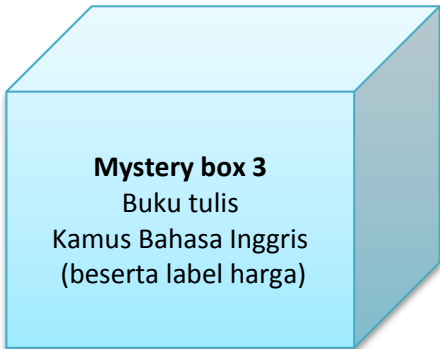 Mystery box 3
Buku tulis
Kamus Bahasa Inggris
(beserta label harga)